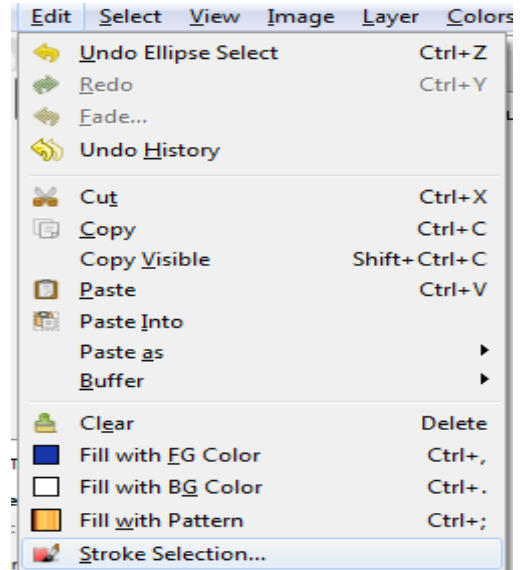 Edit Select View Image Layer Colors
Undo Ellipse Select Ctrl+Z
Redo Ctrl+Y
Fade...
Undo History
Cut Ctrl+X
Copy Ctrl+C
Copy Visible Shift+Ctrl+C
Paste Ctrl+V
Paste Into
Paste as
Buffer
Clear Delete
Fill with FG Color Ctrl+,
Fill with BG Color Ctrl+.
Fill with Pattern Ctrl+;
Stroke Selection...